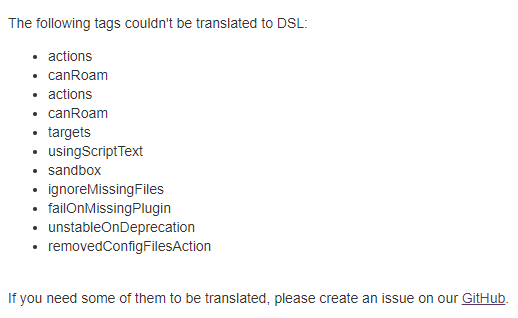 The following tags couldn't be translated to DSL:
• actions
• canRoam
• actions
• canRoam
• targets
• usingScriptText
• sandbox
• ignoreMissingFiles
• failOnMissingPlugin
• unstableOnDeprecation
• removedConfigFilesAction
If you need some of them to be translated, please create an issue on our GitHub.